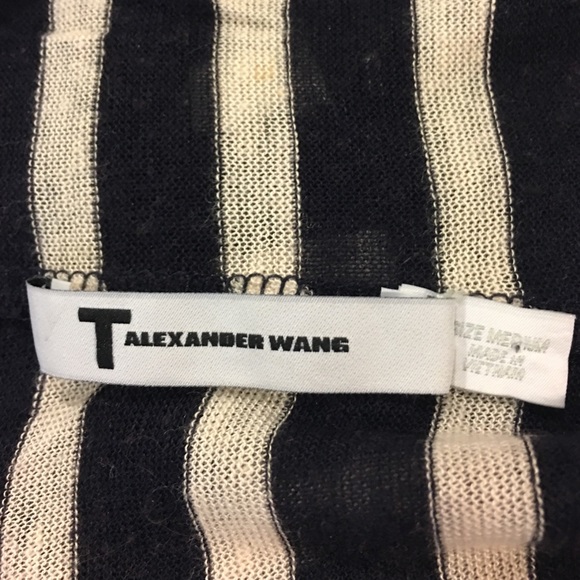 T ALEXANDER WANG
SIZE MEDIUM
MADE IN
VIETNAM